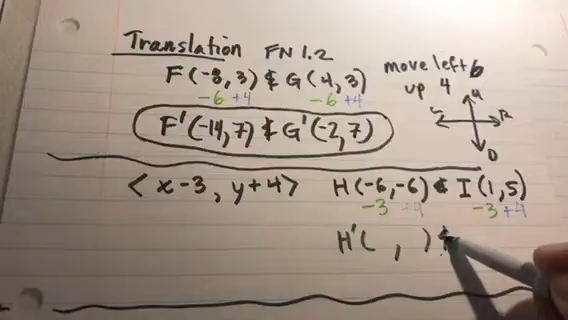 Translation FN 1.2
F(-8,3) & G(4,3) move left 6
-6 +4 -6 +4 up 4
F'(-14,7) & G'(-2,7)
L U R D
<x-3, y+4> H(-6,-6) & I(1,5)
-3 +4 -3 +4
H'( , ) &